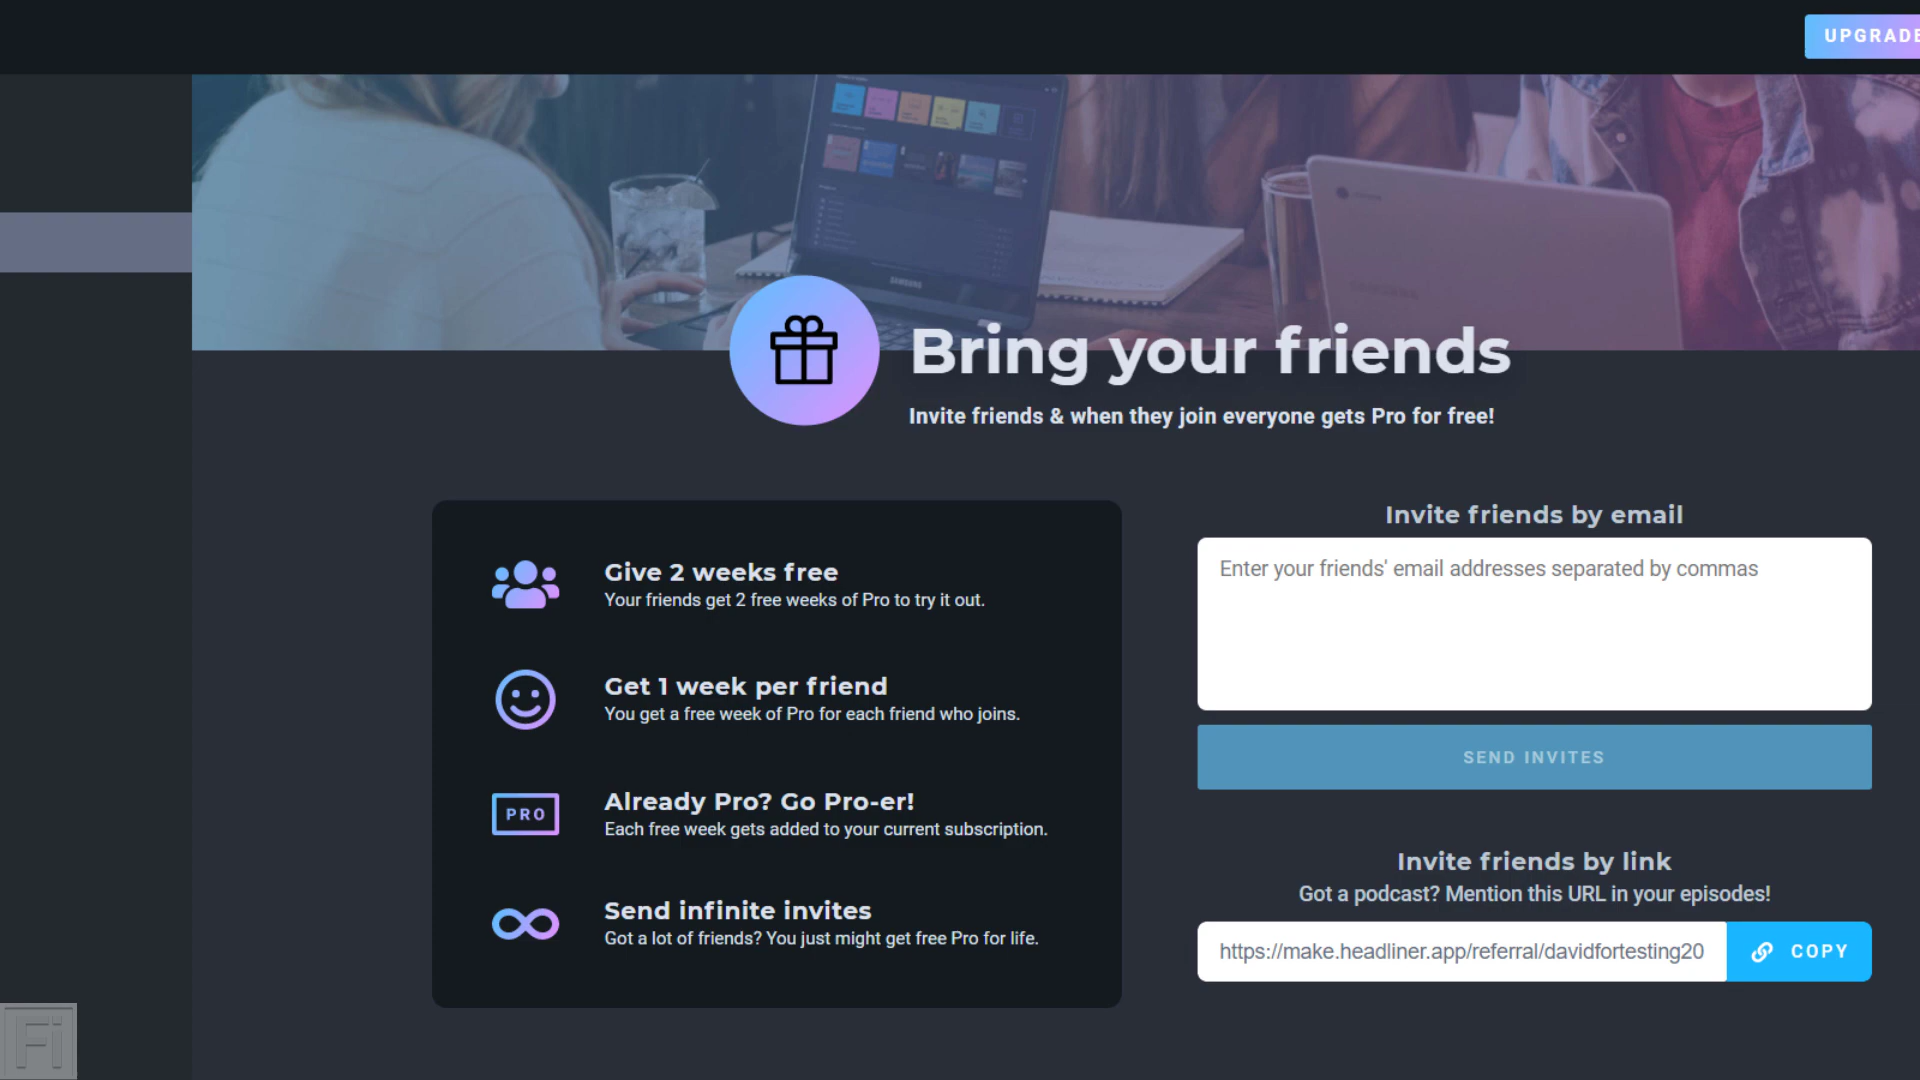 UPGRADE
SAMSUNG
Bring your friends
Invite friends & when they join everyone gets Pro for free!
Give 2 weeks free
Your friends get 2 free weeks of Pro to try it out.
Get 1 week per friend
You get a free week of Pro for each friend who joins.
PRO
Already Pro? Go Pro-er!
Each free week gets added to your current subscription.
Send infinite invites
Got a lot of friends? You just might get free Pro for life.
Invite friends by email
Enter your friends' email addresses separated by commas
SEND INVITES
Invite friends by link
Got a podcast? Mention this URL in your episodes!
https://make.headliner.app/referral/davidfortesting20
COPY
Fi